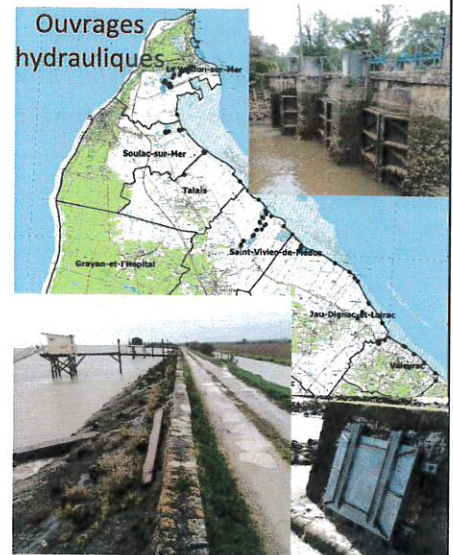 Ouvrages
hydrauliques
Soulac-sur-Mer
Talais
Grayan-et-l'Hôpital
Saint-Vivien-de-Médoc
Jau-Dignac-et-Loirac
Valeyrac